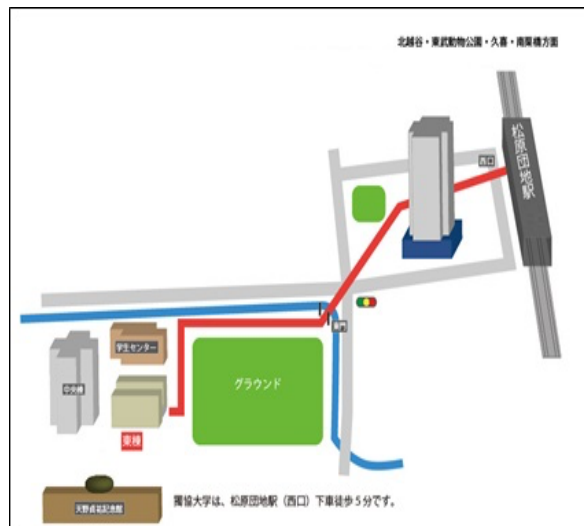 北越谷・東武動物公園・久喜・南栗橋方面
松原団地駅
西口
東門
学生センター
中央棟
グラウンド
東棟
天野貞祐記念館
獨協大学は、松原団地駅（西口）下車徒歩５分です。